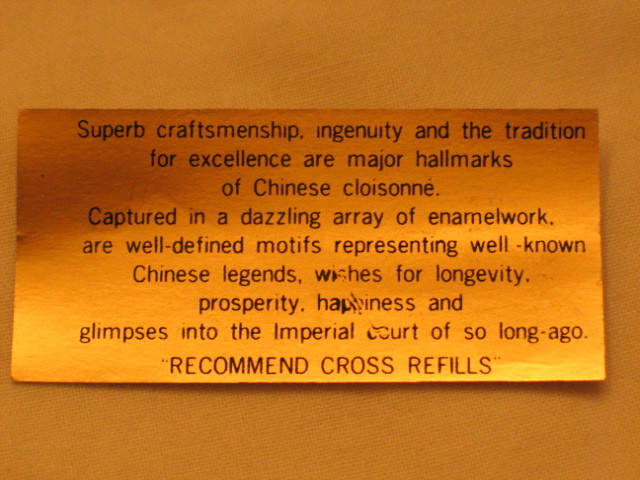 Superb craftsmenship, ingenuity and the tradition
for excellence are major hallmarks
of Chinese cloisonné.
Captured in a dazzling array of enamelwork,
are well-defined motifs representing well-known
Chinese legends, wishes for longevity,
prosperity, happiness and
glimpses into the Imperial court of so long-ago.
"RECOMMEND CROSS REFILLS"